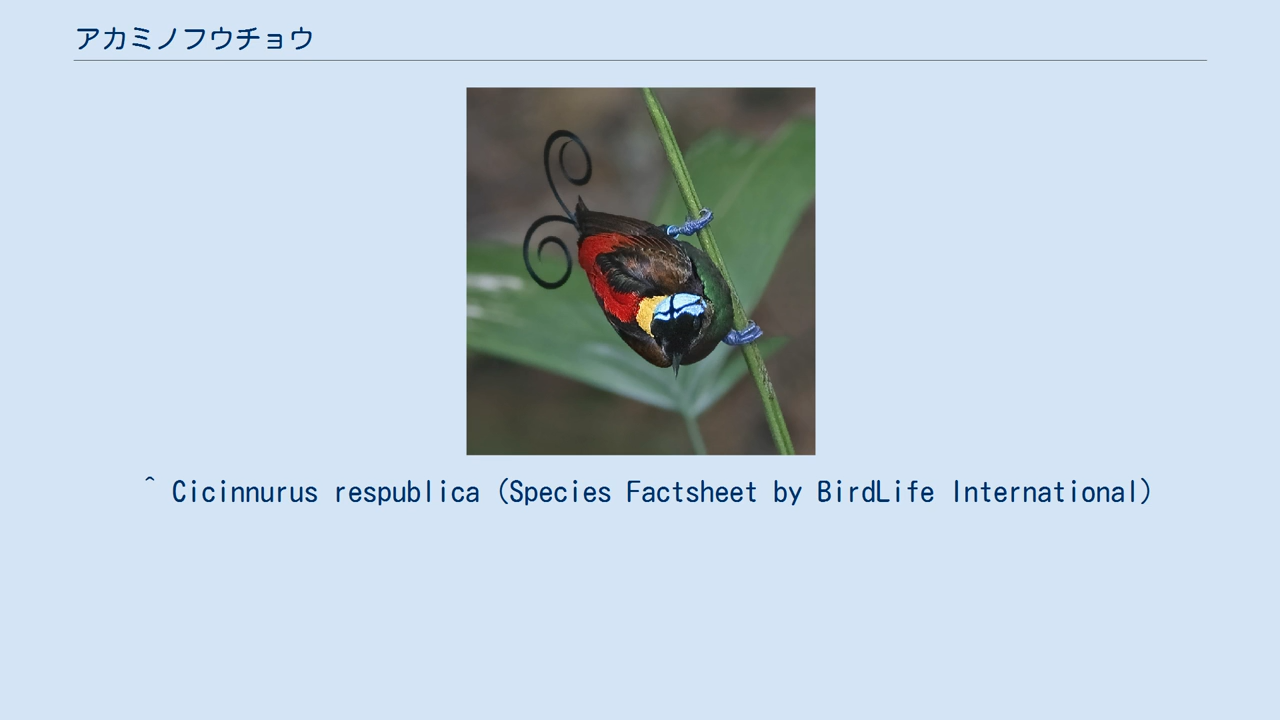 アカミノフウチョウ
^ Cicinnurus respublica (Species Factsheet by BirdLife International)